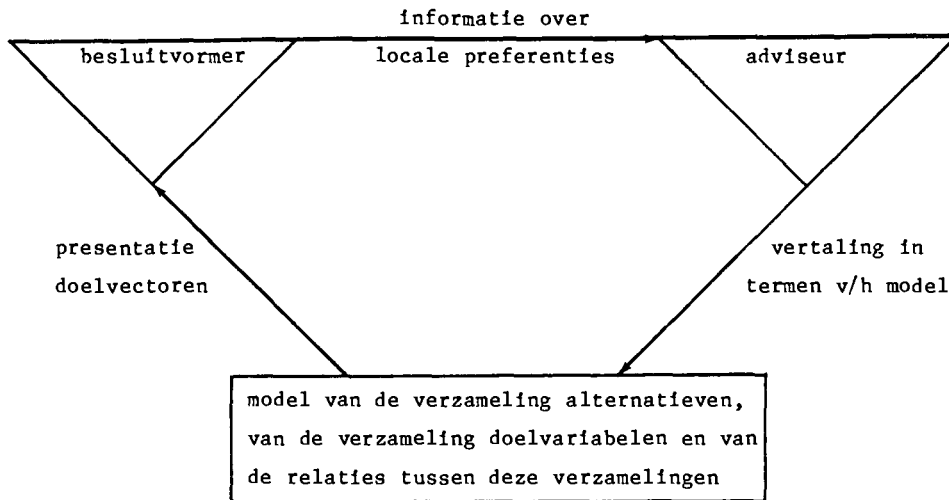 informatie over
besluitvormer
locale preferenties
adviseur
presentatie
doelvectoren
vertaling in
termen v/h model
model van de verzameling alternatieven,
van de verzameling doelvariabelen en van
de relaties tussen deze verzamelingen